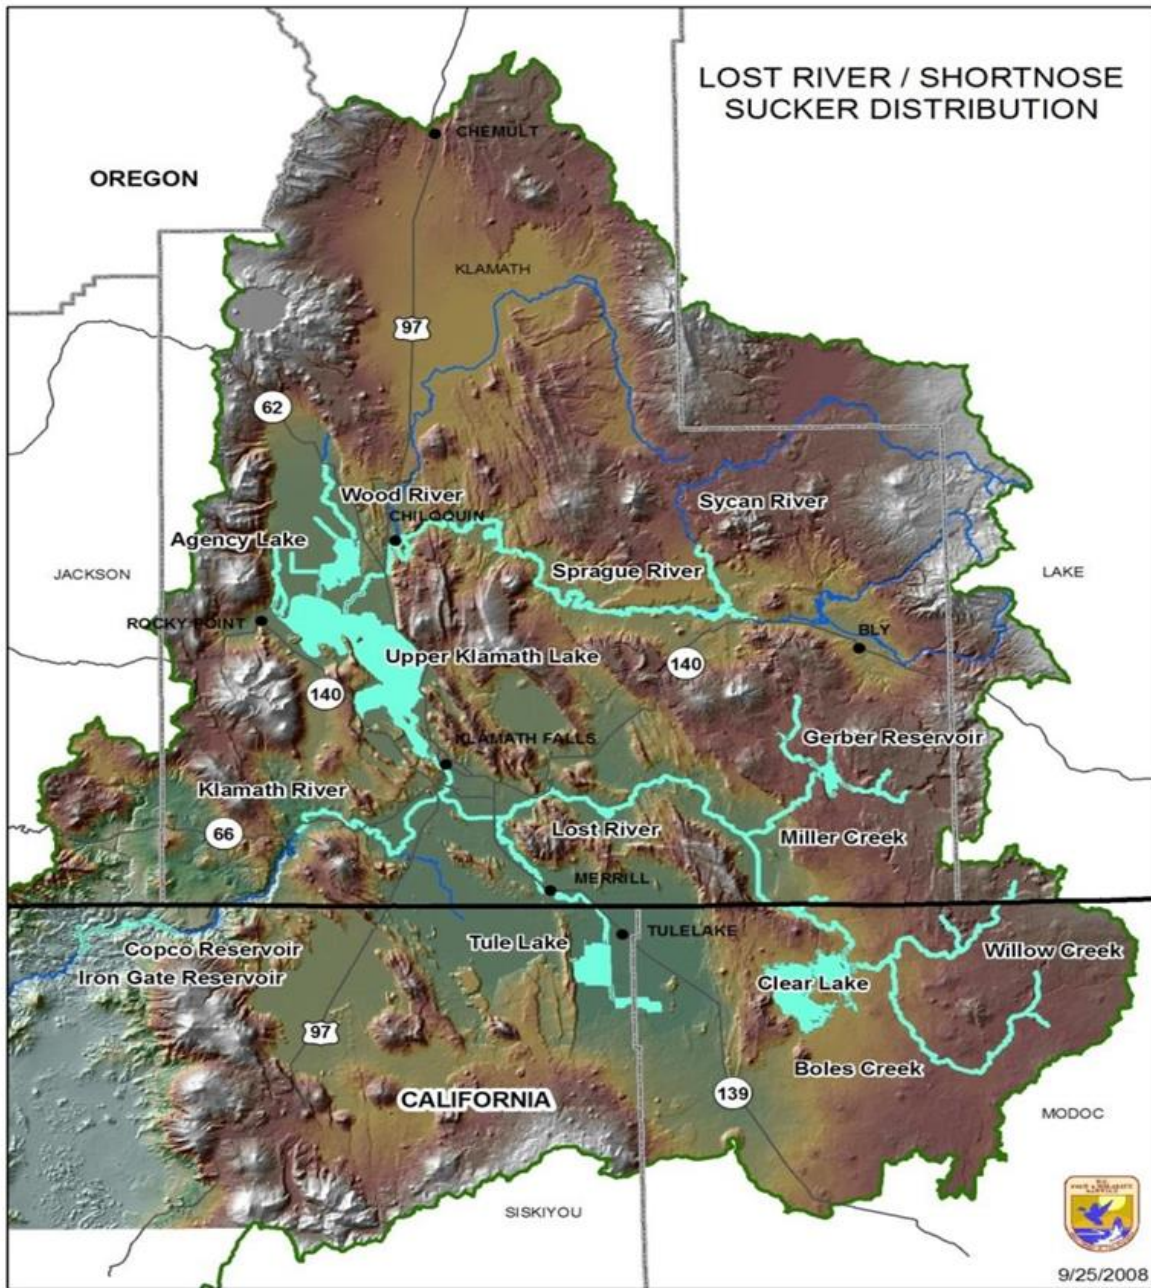 LOST RIVER / SHORTNOSE
SUCKER DISTRIBUTION
CHEMULT
OREGON
KLAMATH
97
62
Wood River
CHILOQUIN
Sycan River
Agency Lake
JACKSON
Sprague River
LAKE
ROCKY POINT
BLY
Upper Klamath Lake
140
140
KLAMATH FALLS
Gerber Reservoir
Klamath River
66
Lost River
Miller Creek
MERRILL
Copco Reservoir
Tule Lake
TULELAKE
Willow Creek
Iron Gate Reservoir
Clear Lake
97
Boles Creek
CALIFORNIA
139
MODOC
SISKIYOU
9/25/2008